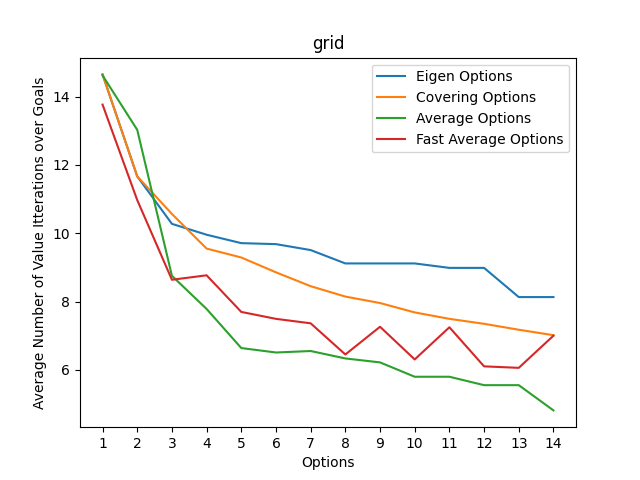 grid
Eigen Options
Covering Options
Average Options
Fast Average Options
Average Number of Value Itterations over Goals
14
12
10
8
6
1 2 3 4 5 6 7 8 9 10 11 12 13 14
Options